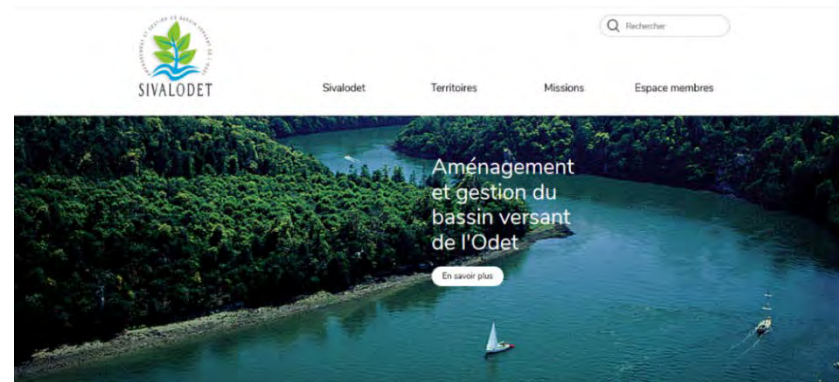 Rechercher
SIVALODET
Sivalodet
Territoires
Missions
Espace membres
Aménagement
et gestion du
bassin versant
de l'Odet
En savoir plus